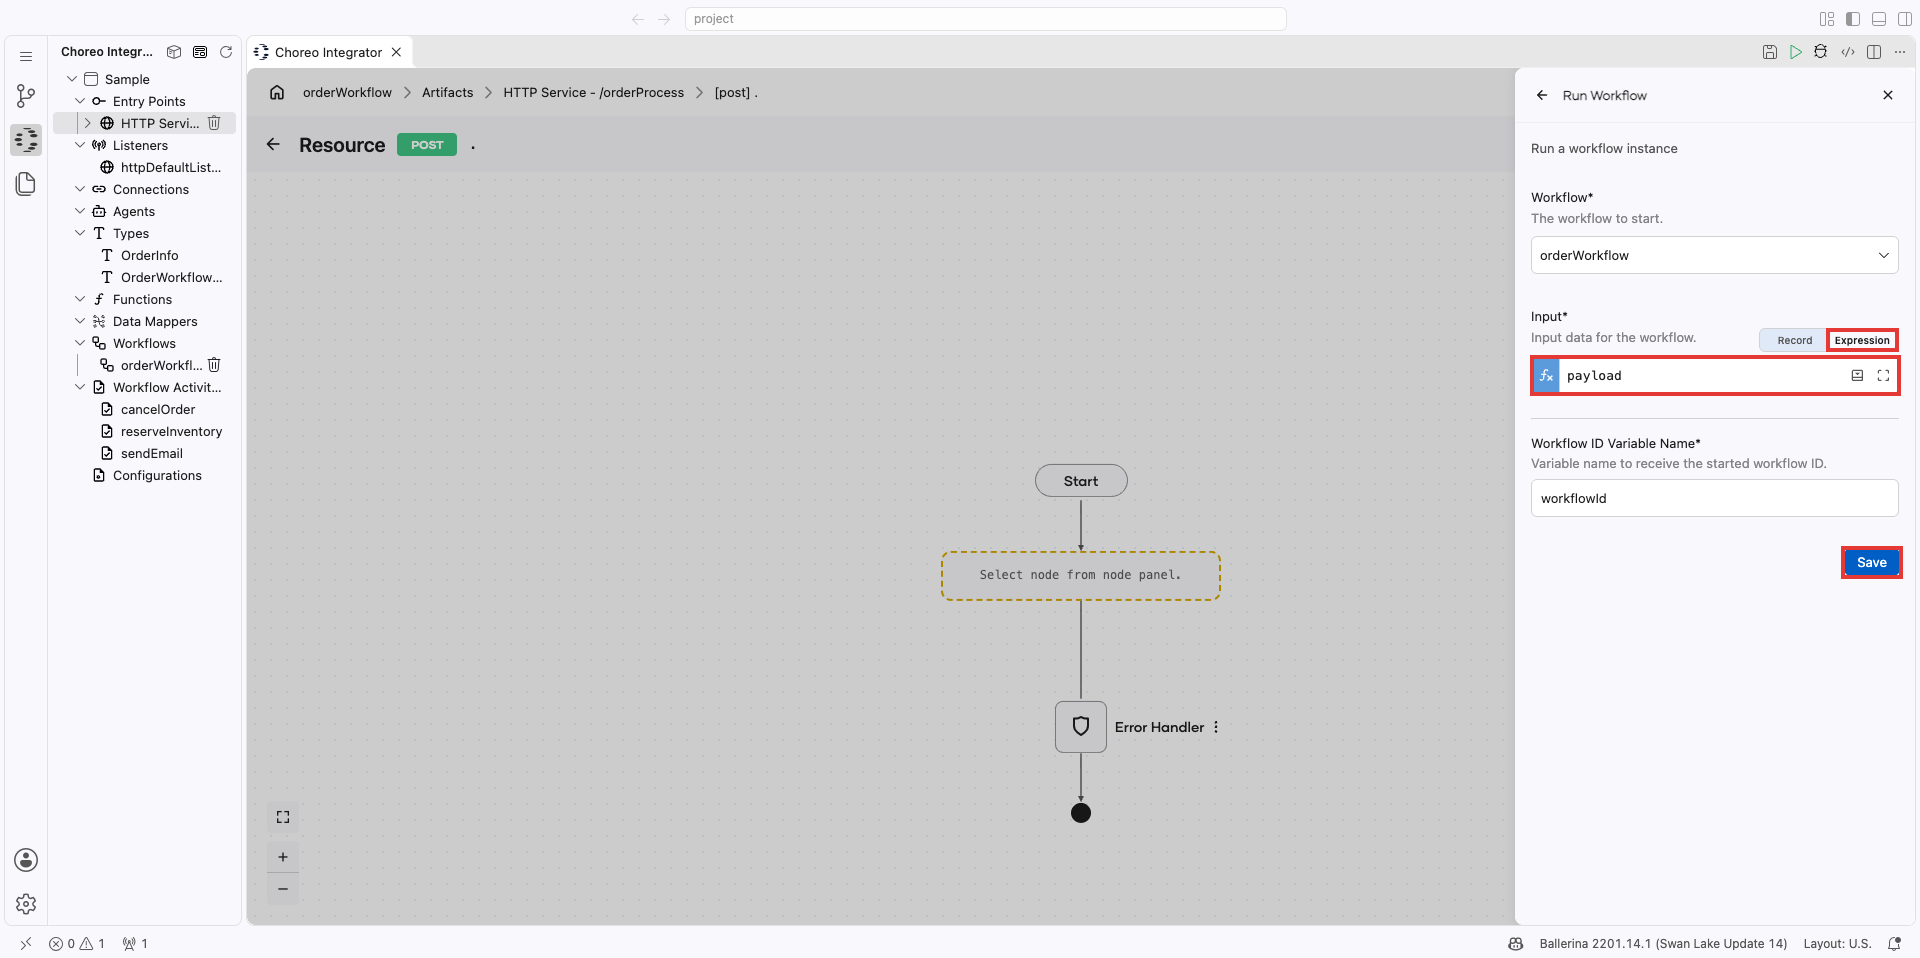 project
Choreo Integr...
Sample
Entry Points
HTTP Servi...
Listeners
httpDefaultList...
Connections
Agents
Types
OrderInfo
OrderWorkflow...
Functions
Data Mappers
Workflows
orderWorkfl...
Workflow Activit...
cancelOrder
reserveInventory
sendEmail
Configurations
Choreo Integrator
orderWorkflow > Artifacts > HTTP Service - /orderProcess > [post] .
Resource POST .
Start
Select node from node panel.
Error Handler
Run Workflow
Run a workflow instance
Workflow*
The workflow to start.
orderWorkflow
Input*
Input data for the workflow.
Record Expression
fx payload
Workflow ID Variable Name*
Variable name to receive the started workflow ID.
workflowId
Save
0 1 1
Ballerina 2201.14.1 (Swan Lake Update 14) Layout: U.S.